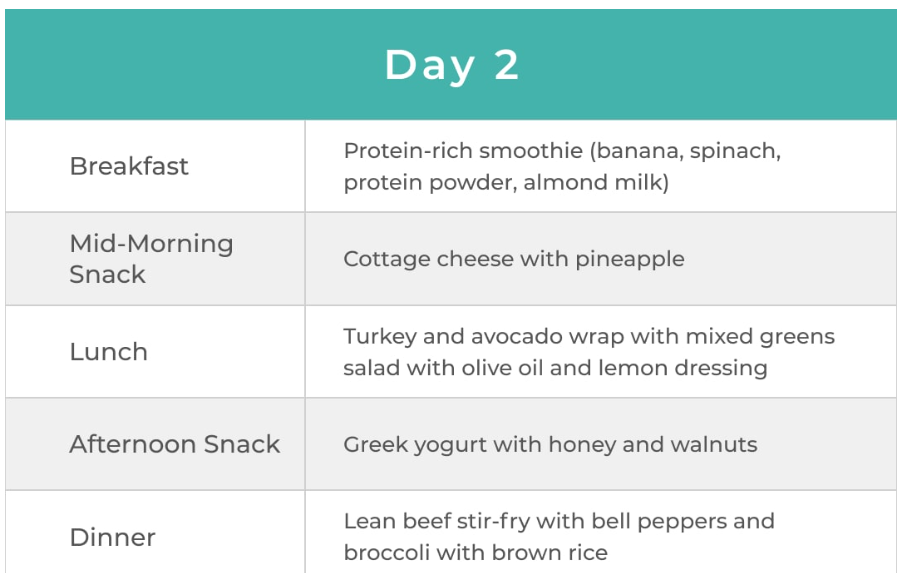 Day 2
Breakfast
Protein-rich smoothie (banana, spinach,
protein powder, almond milk)
Mid-Morning
Snack
Cottage cheese with pineapple
Lunch
Turkey and avocado wrap with mixed greens
salad with olive oil and lemon dressing
Afternoon Snack
Greek yogurt with honey and walnuts
Dinner
Lean beef stir-fry with bell peppers and
broccoli with brown rice